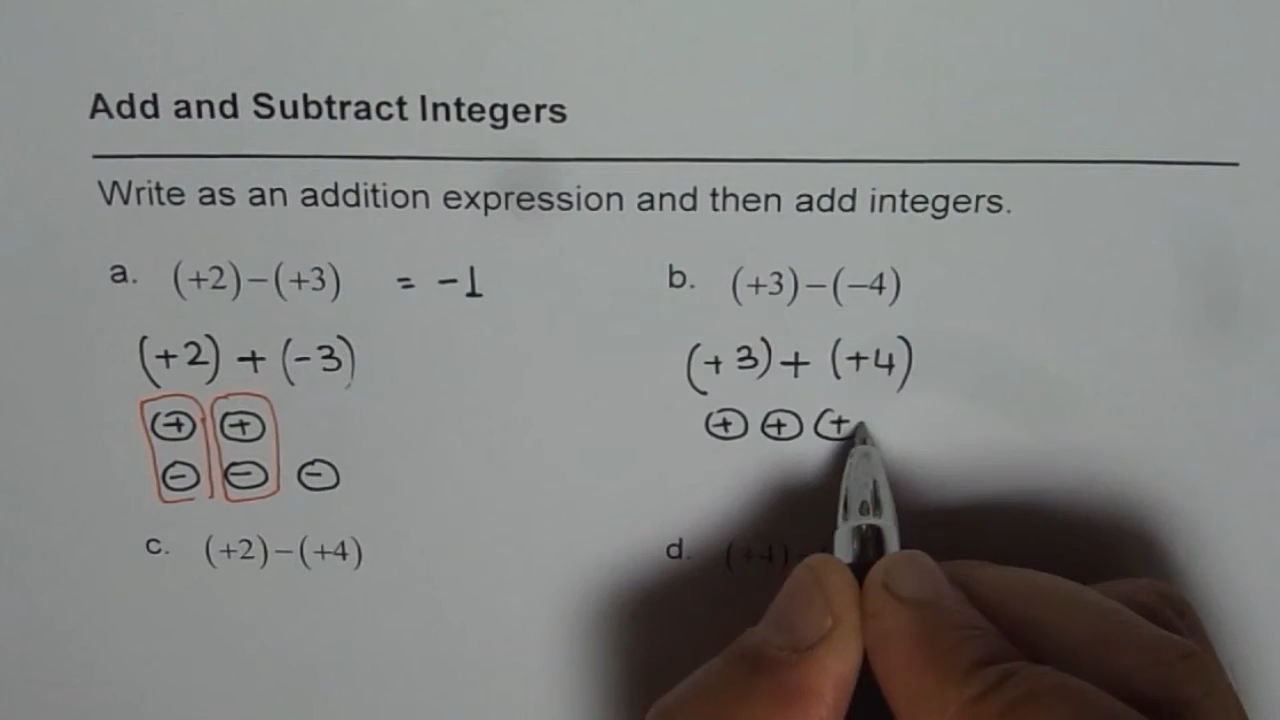 Add and Subtract Integers
Write as an addition expression and then add integers.
a. (+2)−(+3) = −1
b. (+3)−(−4)
(+2) + (−3)
(+3) + (+4)
+ +
+ + +
− − −
c. (+2)−(+4)
d. (+4)